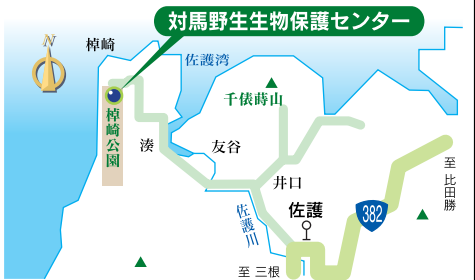 対馬野生生物保護センター
N
棹崎
佐護湾
千俵蒔山
棹崎公園
湊
友谷
井口
至 比田勝
佐護
382
佐護川
至 三根